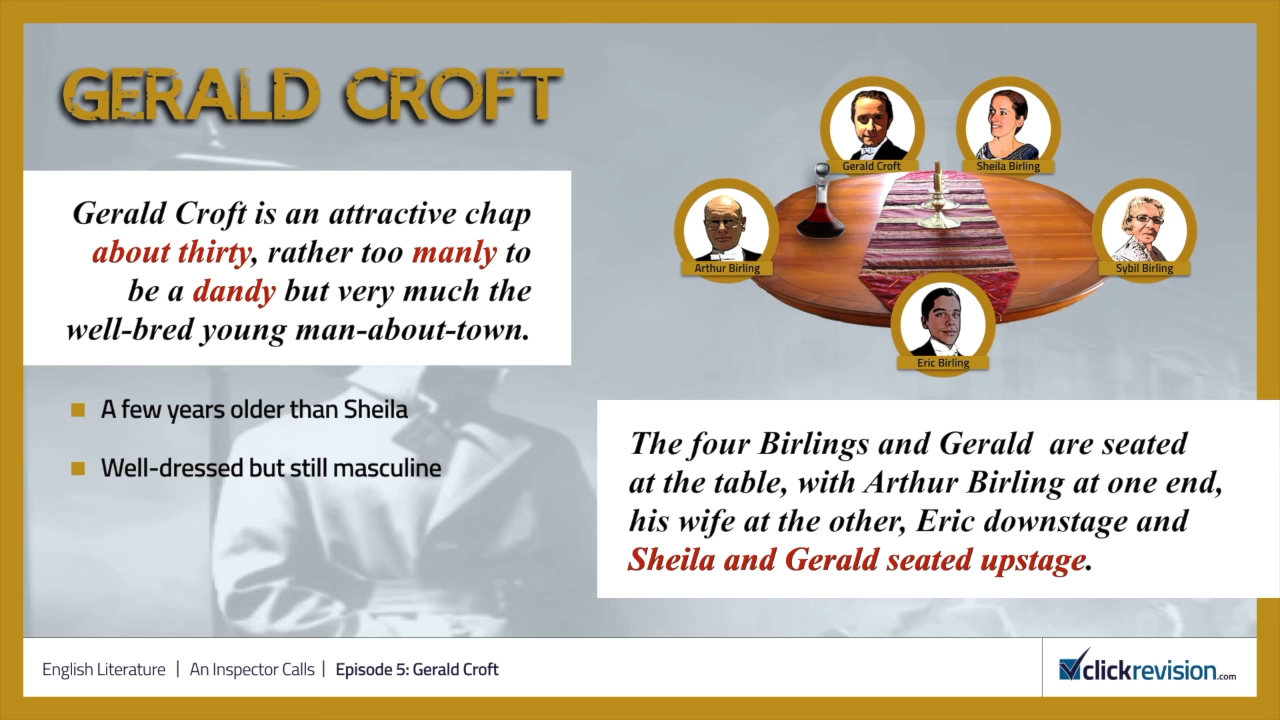 GERALD CROFT
Gerald Croft is an attractive chap
about thirty, rather too manly to
be a dandy but very much the
well-bred young man-about-town.
A few years older than Sheila
Well-dressed but still masculine
Gerald Croft
Sheila Birling
Arthur Birling
Sybil Birling
Eric Birling
The four Birlings and Gerald are seated
at the table, with Arthur Birling at one end,
his wife at the other, Eric downstage and
Sheila and Gerald seated upstage.
English Literature | An Inspector Calls | Episode 5: Gerald Croft
clickrevision.com